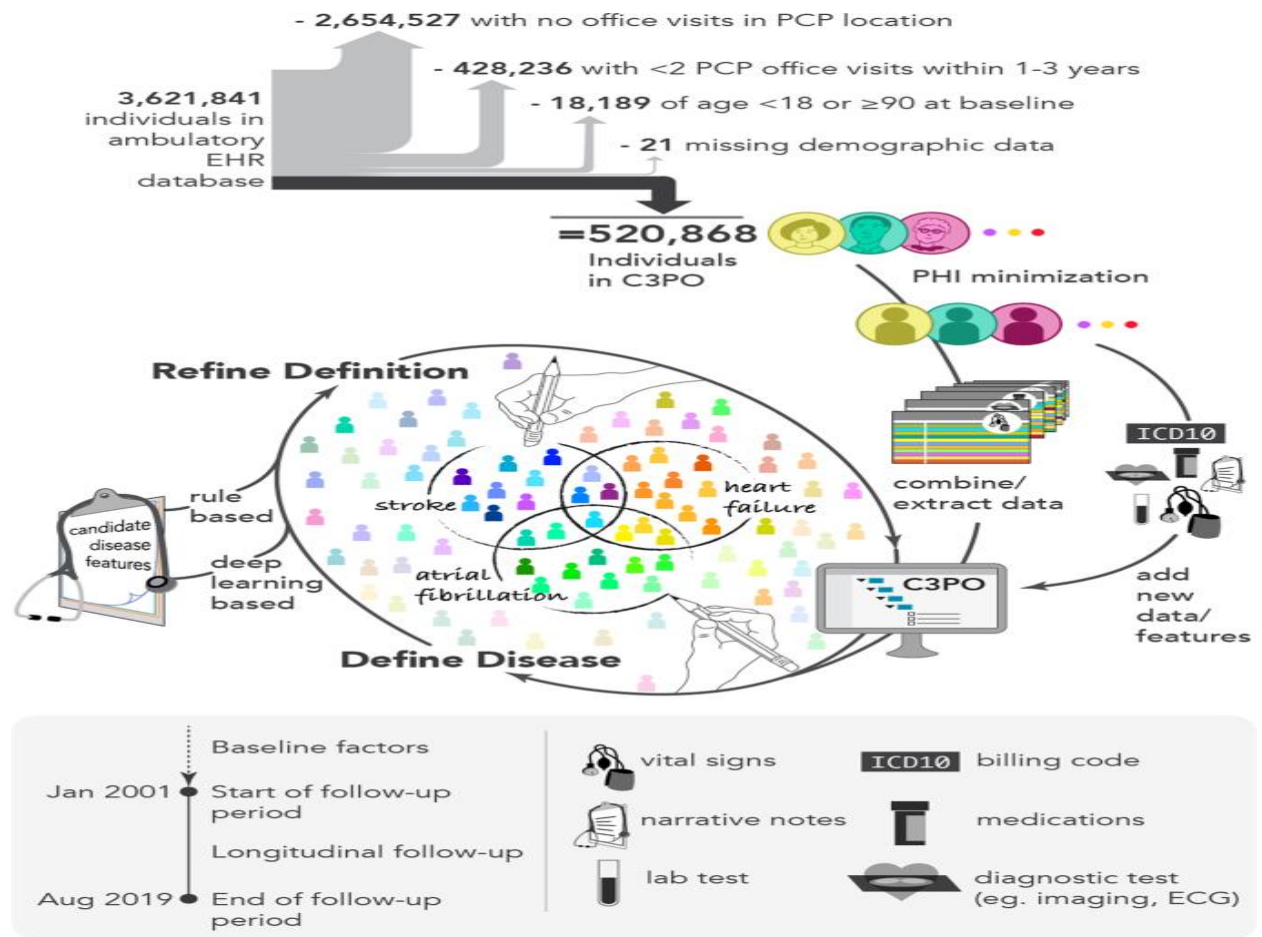 - 2,654,527 with no office visits in PCP location
- 428,236 with <2 PCP office visits within 1-3 years
- 18,189 of age <18 or ≥90 at baseline
- 21 missing demographic data
3,621,841
individuals in
ambulatory
EHR
database
=520,868
Individuals
in C3PO
PHI minimization
ICD10
combine/
extract data
add
new
data/
features
C3PO
Refine Definition
rule
based
candidate
disease
features
deep
learning
based
stroke
heart
failure
atrial
fibrillation
Define Disease
Baseline factors
Jan 2001
Start of follow-up
period
Longitudinal follow-up
Aug 2019
End of follow-up
period
vital signs
narrative notes
lab test
ICD10 billing code
medications
diagnostic test
(eg. imaging, ECG)